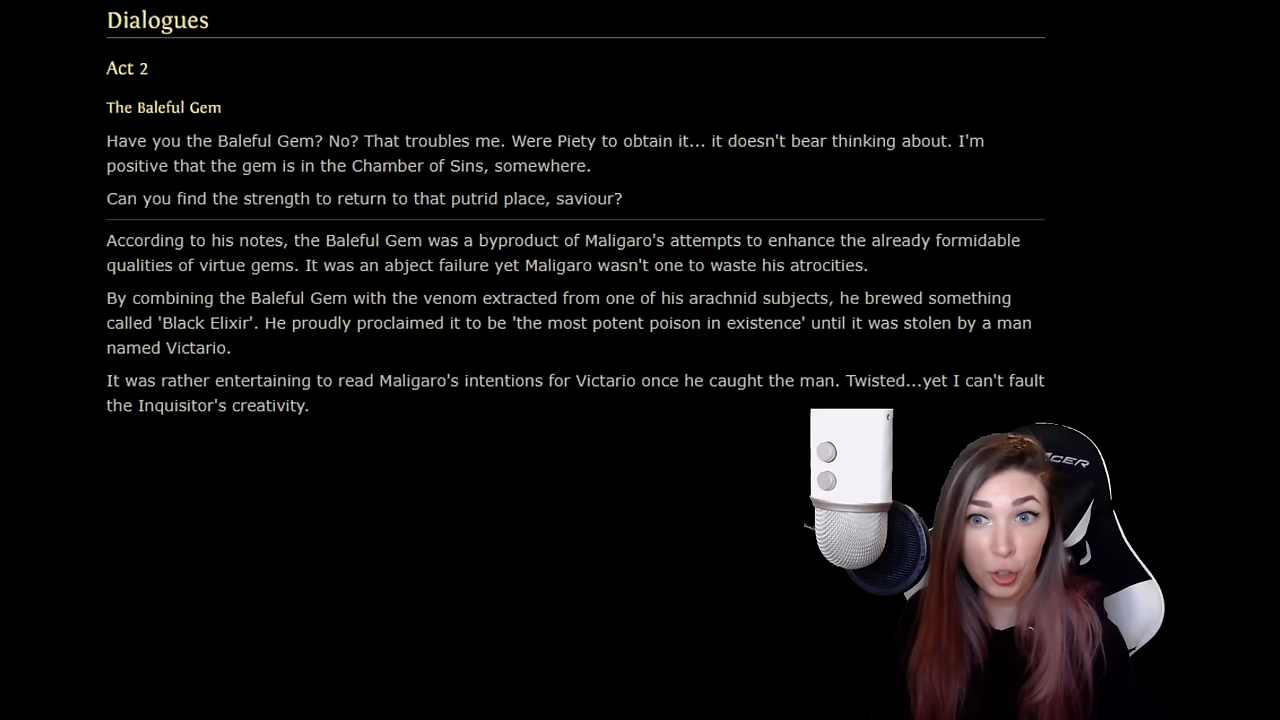 Dialogues
Act 2
The Baleful Gem
Have you the Baleful Gem? No? That troubles me. Were Piety to obtain it... it doesn't bear thinking about. I'm
positive that the gem is in the Chamber of Sins, somewhere.
Can you find the strength to return to that putrid place, saviour?
According to his notes, the Baleful Gem was a byproduct of Maligaro's attempts to enhance the already formidable
qualities of virtue gems. It was an abject failure yet Maligaro wasn't one to waste his atrocities.
By combining the Baleful Gem with the venom extracted from one of his arachnid subjects, he brewed something
called 'Black Elixir'. He proudly proclaimed it to be 'the most potent poison in existence' until it was stolen by a man
named Victario.
It was rather entertaining to read Maligaro's intentions for Victario once he caught the man. Twisted...yet I can't fault
the Inquisitor's creativity.